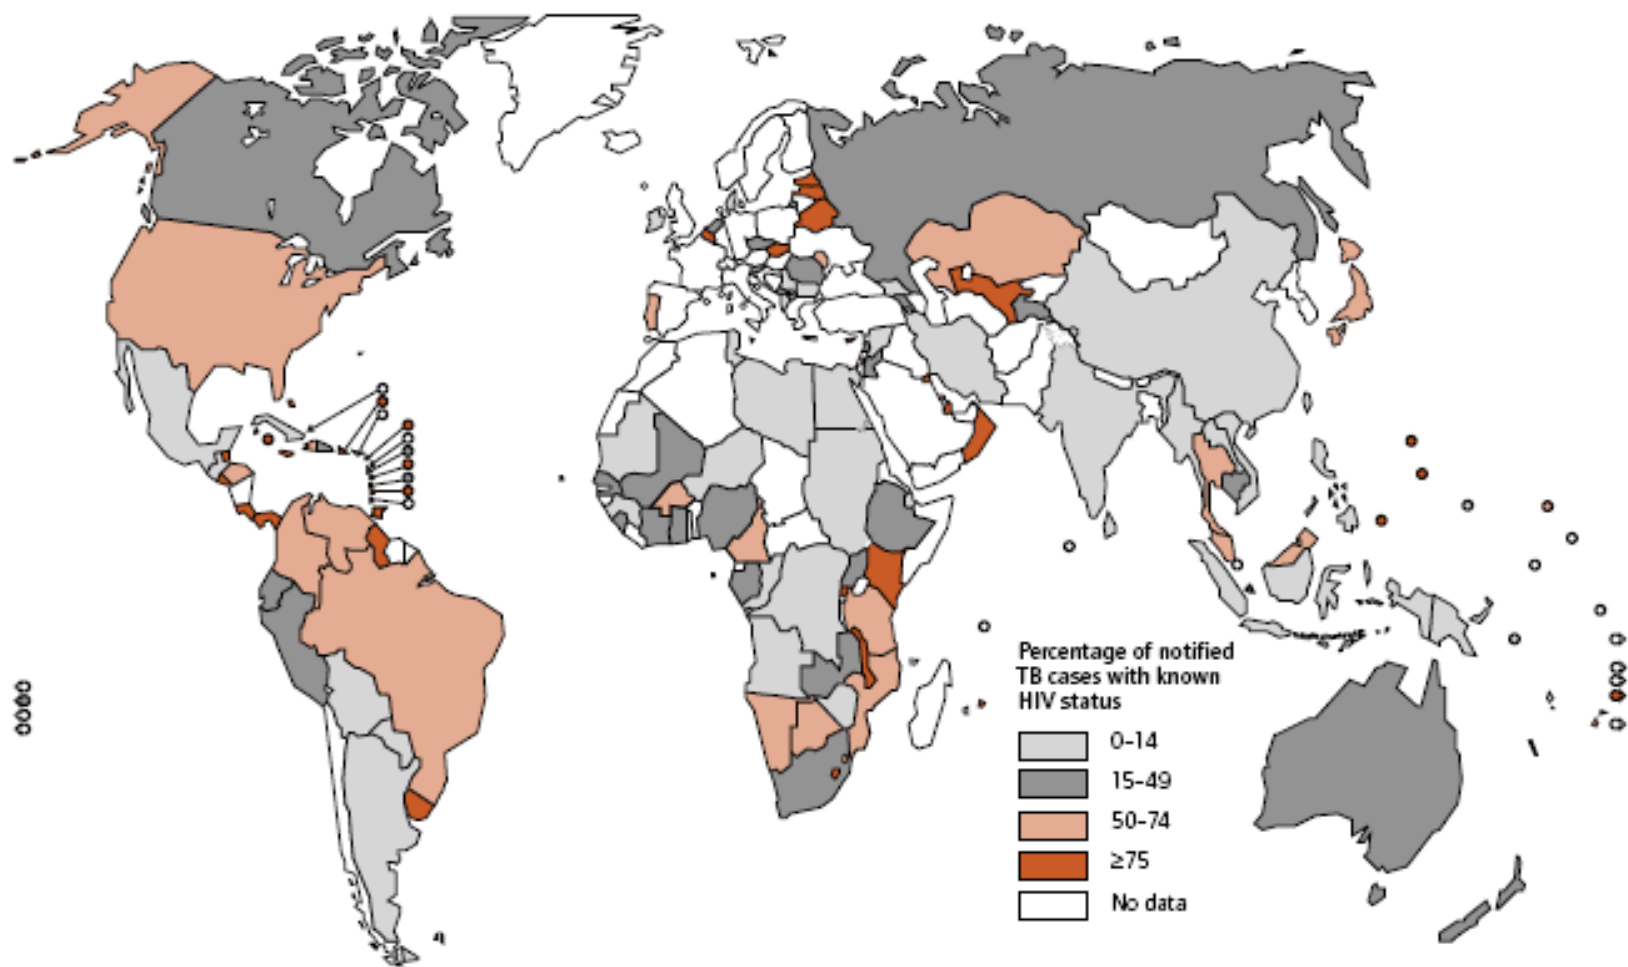 Percentage of notified
TB cases with known
HIV status
0–14
15–49
50–74
≥75
No data